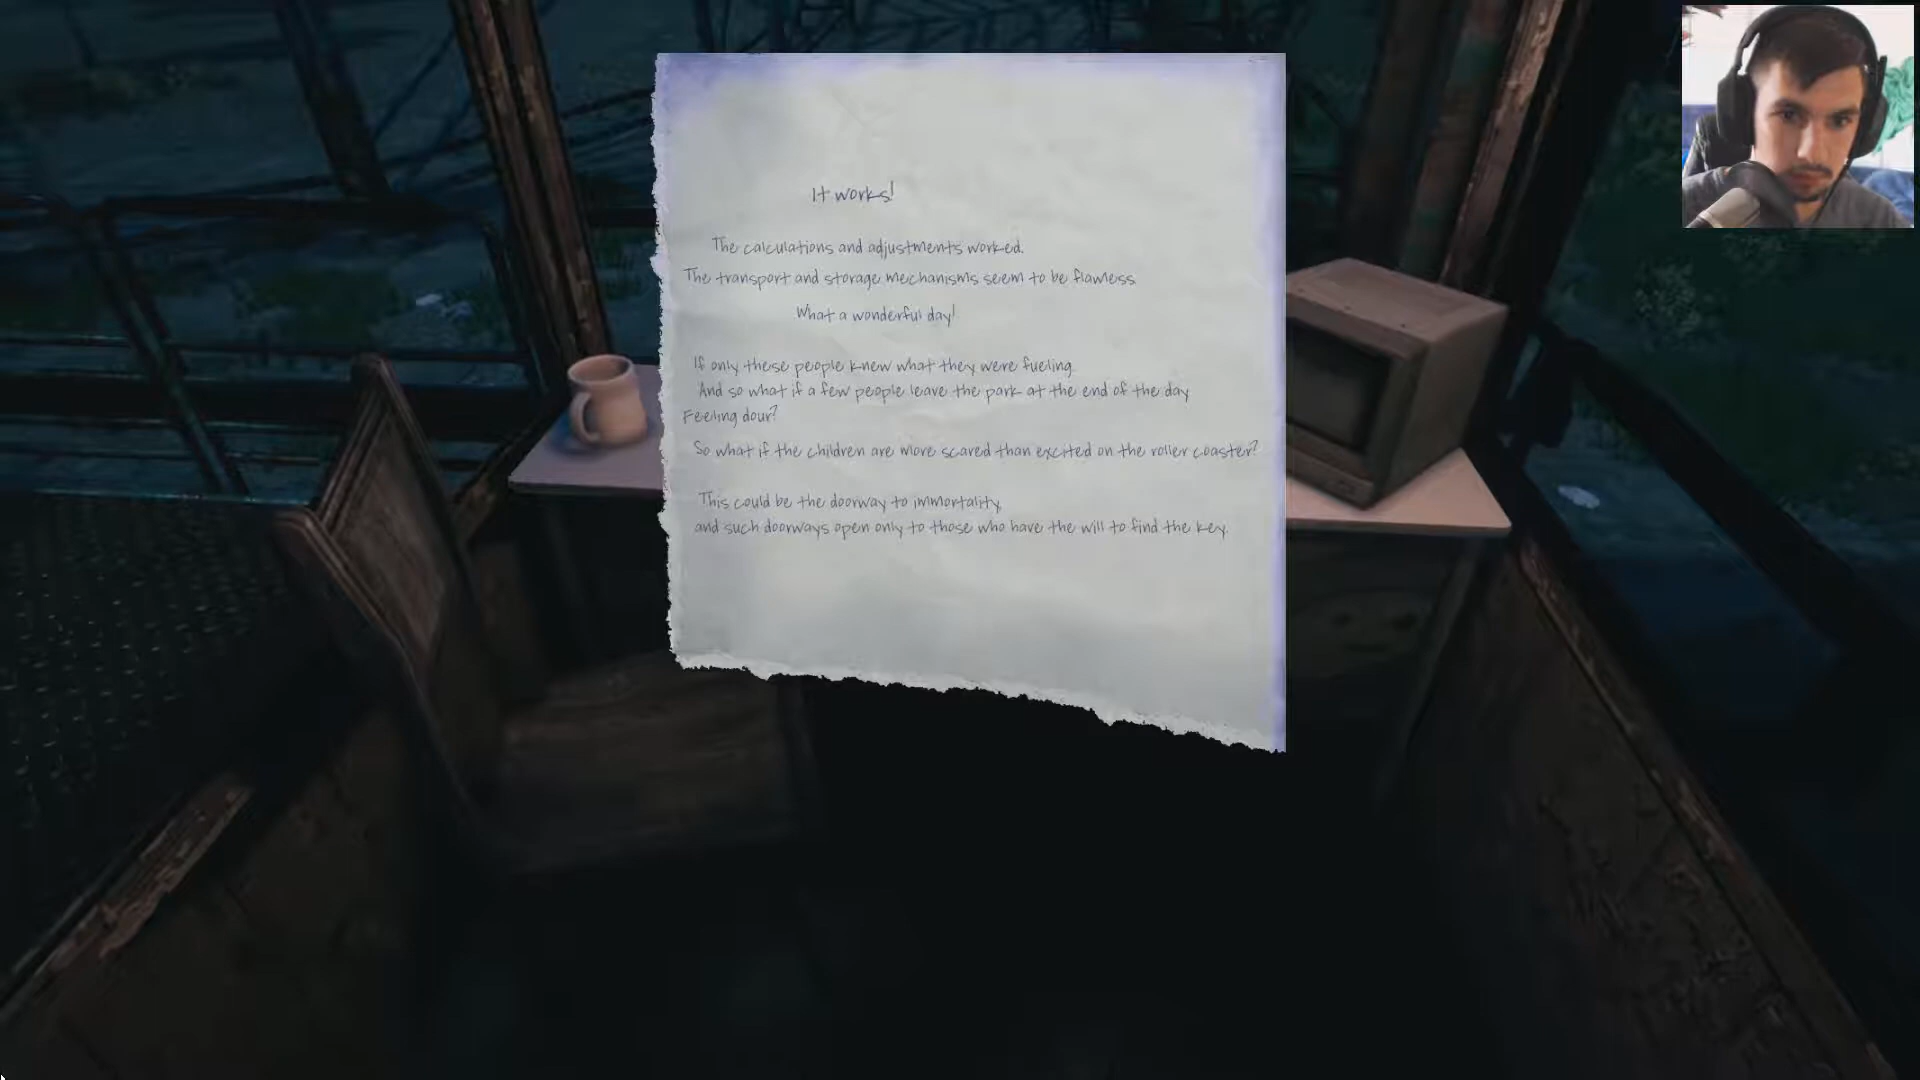 It works!
The calculations and adjustments worked.
The transport and storage mechanisms seem to be flawless.
What a wonderful day!
If only these people knew what they were fueling.
And so what if a few people leave the park at the end of the day
Feeling dour?
So what if the children are more scared than excited on the roller coaster?
This could be the doorway to immortality,
and such doorways open only to those who have the will to find the key.